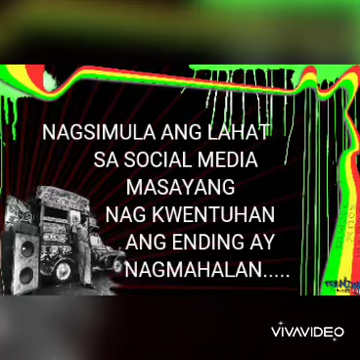 NAGSIMULA ANG LAHAT
SA SOCIAL MEDIA
MASAYANG
NAG KWENTUHAN
ANG ENDING AY
NAGMAHALAN.....
VIVAVIDEO